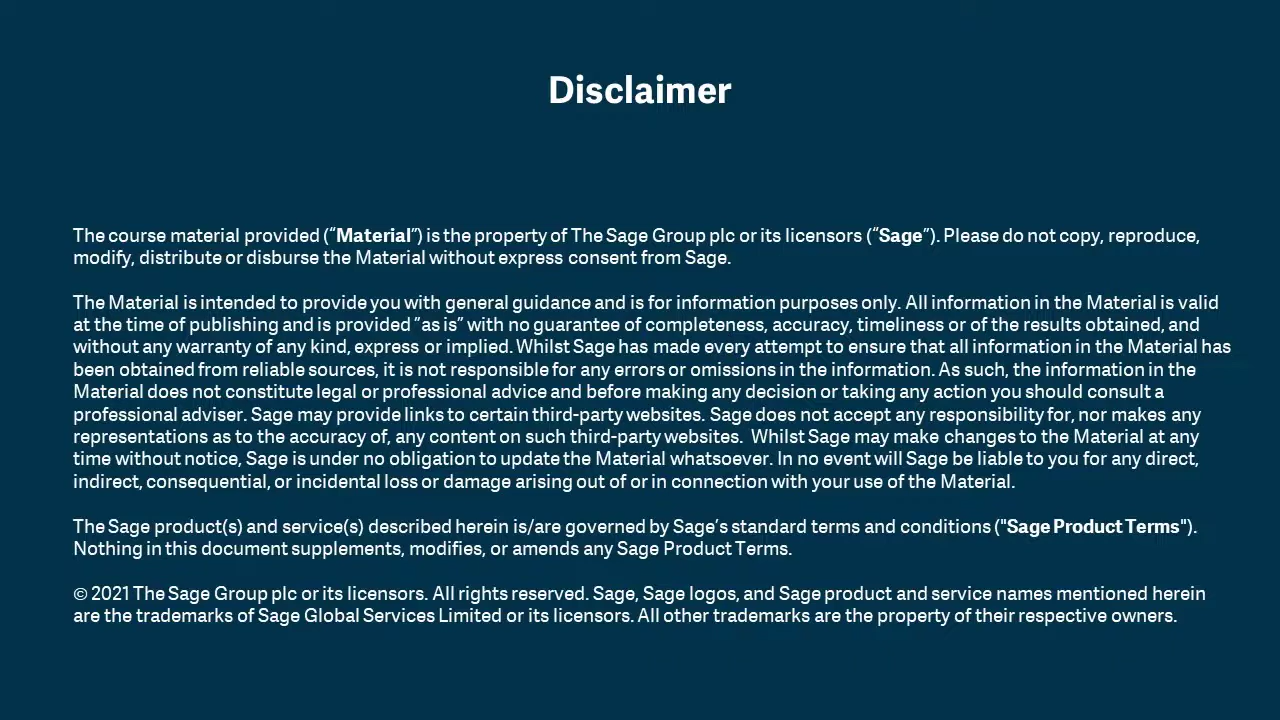 Disclaimer
The course material provided (“Material”) is the property of The Sage Group plc or its licensors (“Sage”). Please do not copy, reproduce,
modify, distribute or disburse the Material without express consent from Sage.
The Material is intended to provide you with general guidance and is for information purposes only. All information in the Material is valid
at the time of publishing and is provided “as is” with no guarantee of completeness, accuracy, timeliness or of the results obtained, and
without any warranty of any kind, express or implied. Whilst Sage has made every attempt to ensure that all information in the Material has
been obtained from reliable sources, it is not responsible for any errors or omissions in the information. As such, the information in the
Material does not constitute legal or professional advice and before making any decision or taking any action you should consult a
professional adviser. Sage may provide links to certain third-party websites. Sage does not accept any responsibility for, nor makes any
representations as to the accuracy of, any content on such third-party websites.  Whilst Sage may make changes to the Material at any
time without notice, Sage is under no obligation to update the Material whatsoever. In no event will Sage be liable to you for any direct,
indirect, consequential, or incidental loss or damage arising out of or in connection with your use of the Material.
The Sage product(s) and service(s) described herein is/are governed by Sage’s standard terms and conditions ("Sage Product Terms").
Nothing in this document supplements, modifies, or amends any Sage Product Terms.
© 2021 The Sage Group plc or its licensors. All rights reserved. Sage, Sage logos, and Sage product and service names mentioned herein
are the trademarks of Sage Global Services Limited or its licensors. All other trademarks are the property of their respective owners.